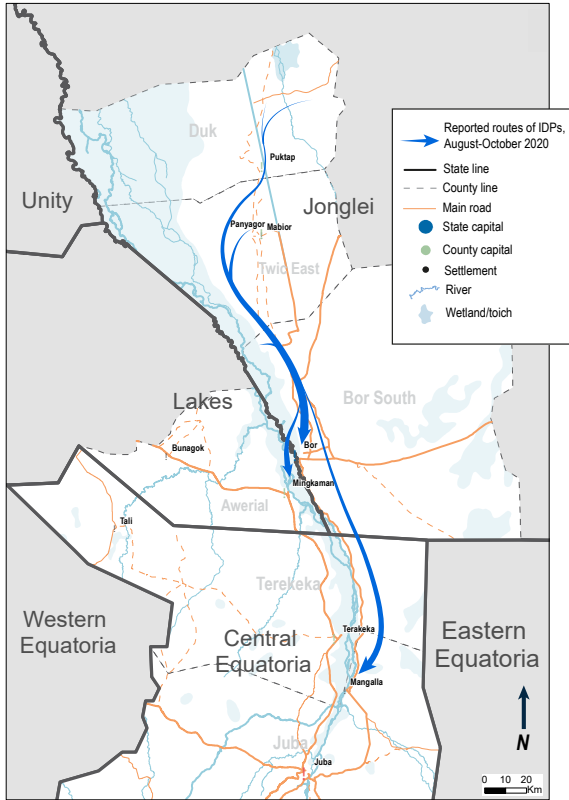 Duk
Puktap
Unity
Jonglei
Panyagor
Mabior
Twic East
Reported routes of IDPs,
August-October 2020
State line
County line
Main road
State capital
County capital
Settlement
River
Wetland/toich
Lakes
Bor South
Bunagok
Bor
Mingkaman
Awerial
Tali
Terekeka
Western
Equatoria
Central
Equatoria
Terakeka
Eastern
Equatoria
Mangalla
Juba
Juba
N
0 10 20
Km